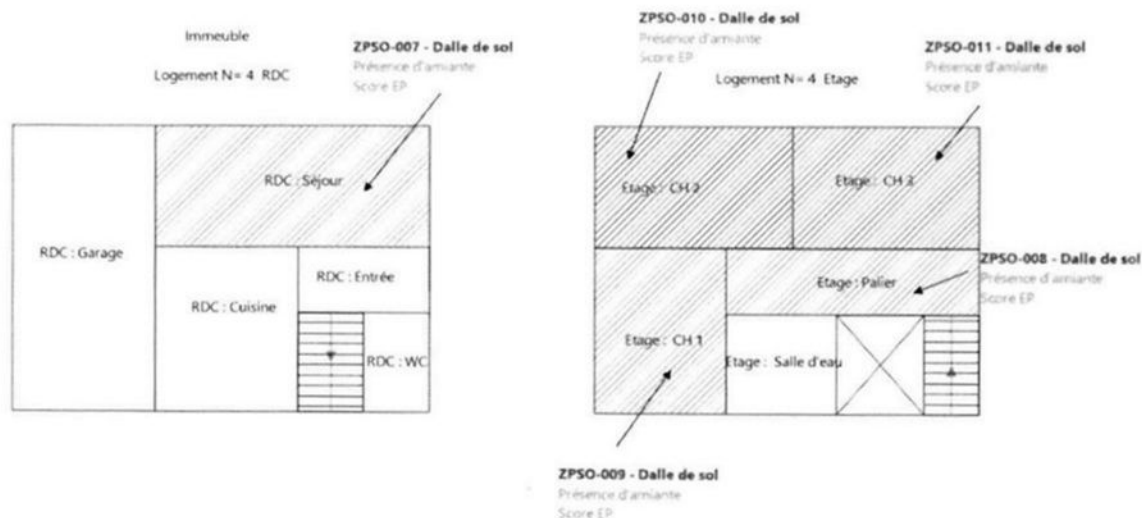 Immeuble
Logement N= 4 RDC
ZPSO-007 - Dalle de sol
Présence d'amiante
Score EP
RDC : Séjour
RDC : Garage
RDC : Entrée
RDC : Cuisine
RDC : WC
ZPSO-010 - Dalle de sol
Présence d'amiante
Score EP
Logement N= 4 Etage
ZPSO-011 - Dalle de sol
Présence d'amiante
Score EP
Etage : CH 2
Etage : CH 3
ZPSO-008 - Dalle de sol
Présence d'amiante
Score EP
Etage : Palier
Etage : CH 1
Etage : Salle d'eau
ZPSO-009 - Dalle de sol
Présence d'amiante
Score EP